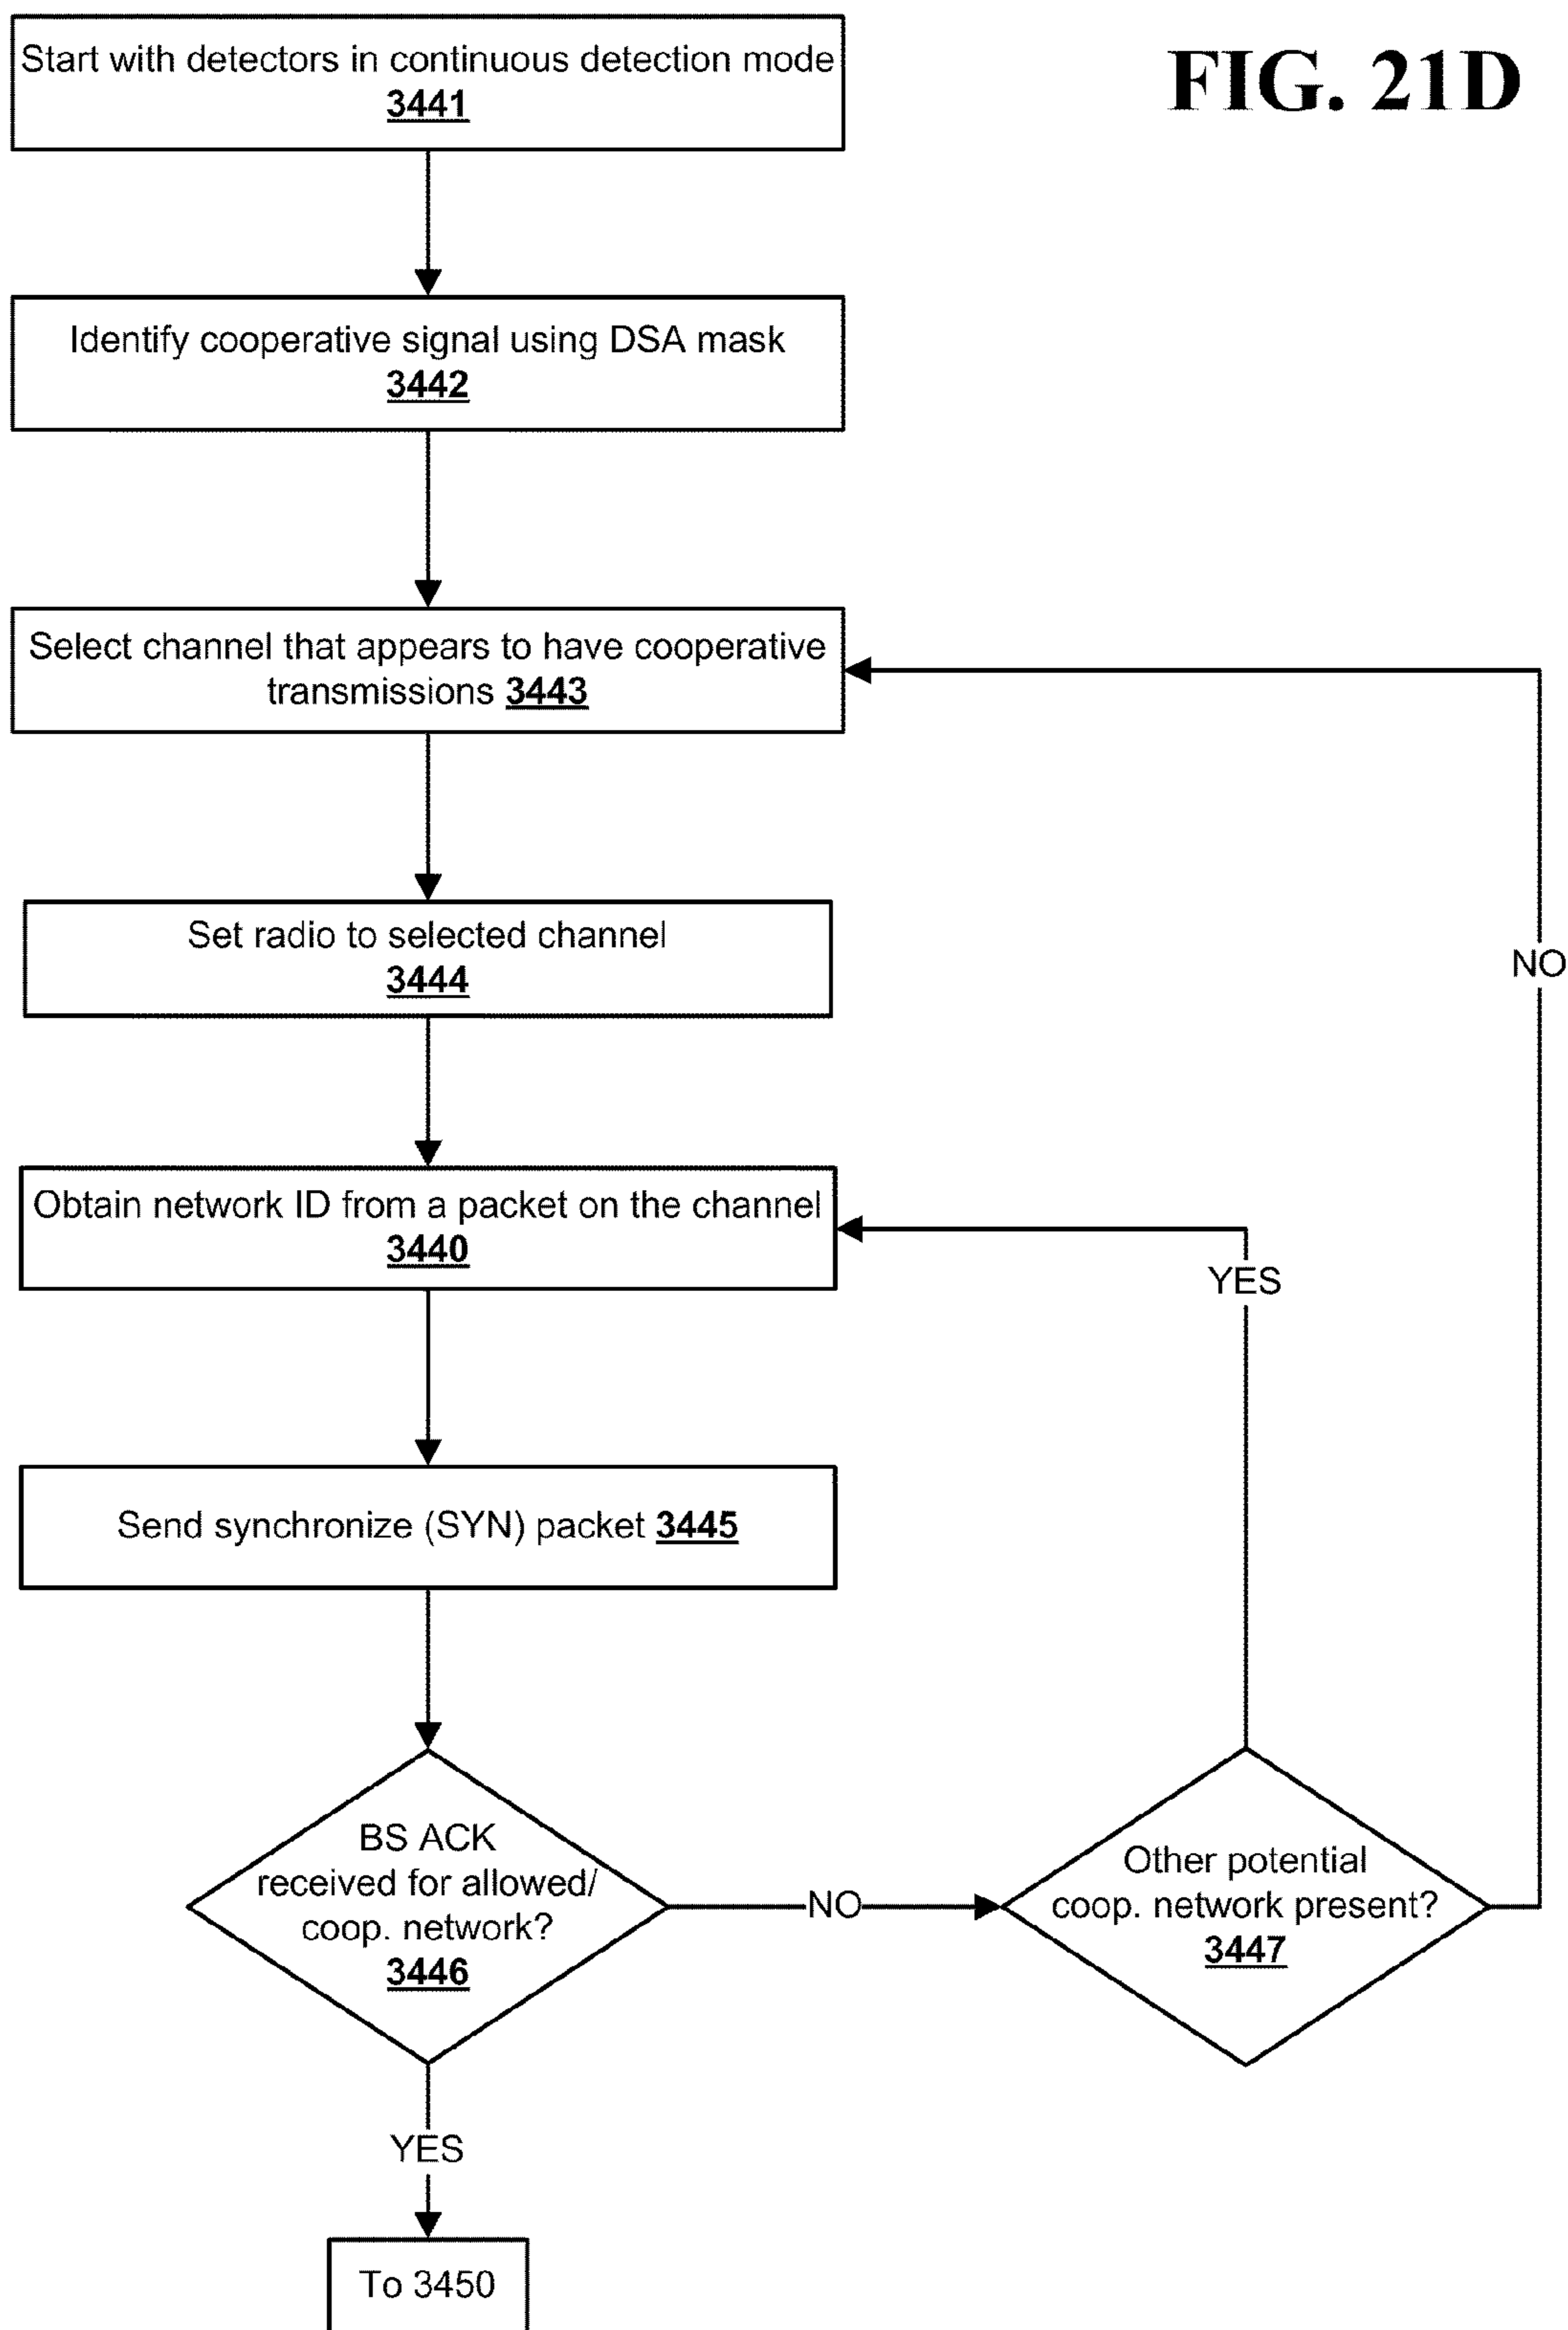 FIG. 21D
Start with detectors in continuous detection mode
3441
Identify cooperative signal using DSA mask
3442
Select channel that appears to have cooperative
transmissions 3443
Set radio to selected channel
3444
NO
Obtain network ID from a packet on the channel
3440
YES
Send synchronize (SYN) packet 3445
BS ACK
received for allowed/
coop. network?
3446
NO
Other potential
coop. network present?
3447
YES
To 3450